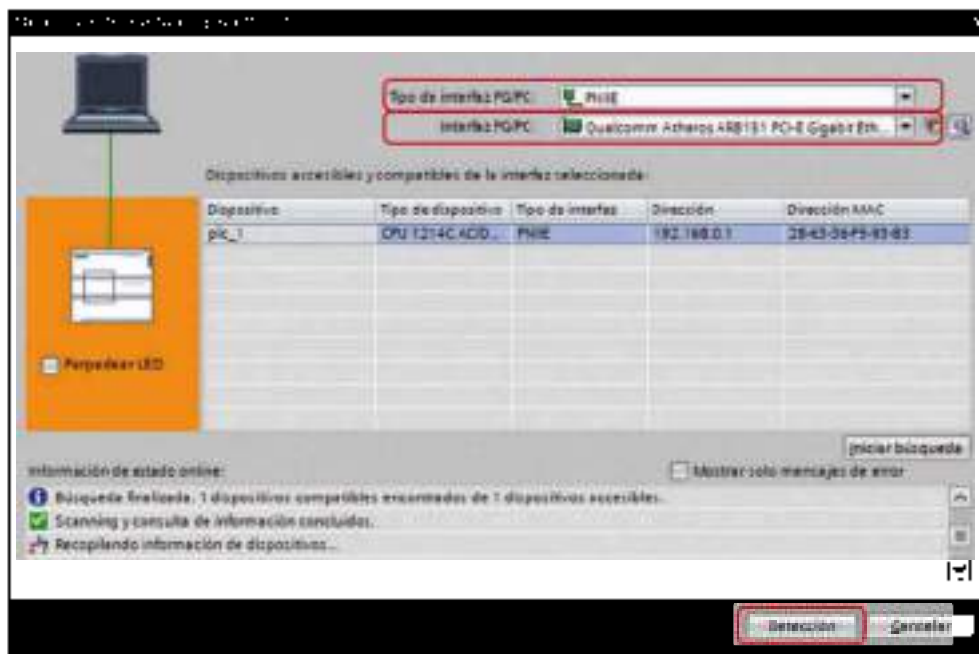 Tipo de interfaz PG/PC: PN/IE
Interfaz PG/PC: Qualcomm Atheros AR8151 PCI-E Gigabit Eth...
Dispositivos accesibles y compatibles de la interfaz seleccionada:
Dispositivo Tipo de dispositivo Tipo de interfaz Dirección Dirección MAC
plc_1 CPU 1214C AC/D... PN/IE 192.168.0.1
Parpadear LED
Iniciar búsqueda
Información de estado online: Mostrar solo mensajes de error
Búsqueda finalizada. 1 dispositivos compatibles encontrados de 1 dispositivos accesibles.
Scanning y consulta de información concluidos.
Recopilando información de dispositivos...
Detección Cancelar